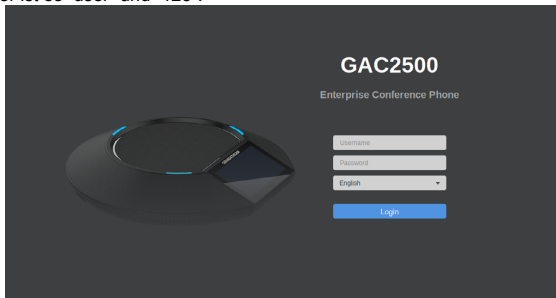 GAC2500
Enterprise Conference Phone
Username
Password
English
Login